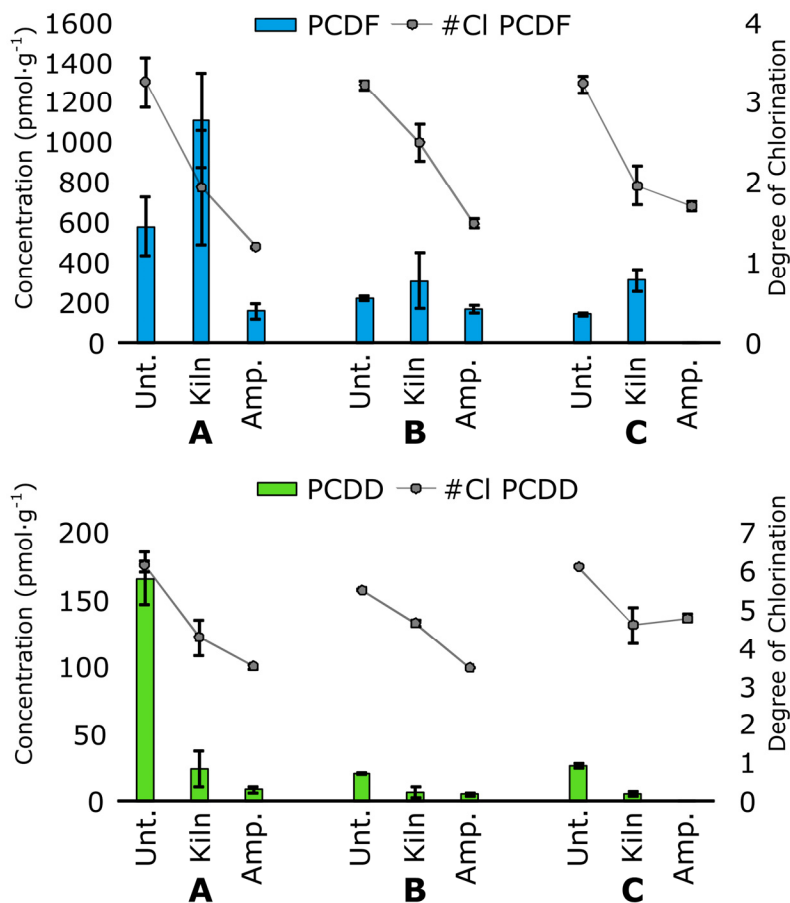 PCDF #Cl PCDF
Concentration (pmol·g⁻¹)
1600
1400
1200
1000
800
600
400
200
0
4
3
2
1
0
Degree of Chlorination
Unt. Kiln Amp. Unt. Kiln Amp. Unt. Kiln Amp.
A B C
PCDD #Cl PCDD
Concentration (pmol·g⁻¹)
200
150
100
50
0
7
6
5
4
3
2
1
0
Degree of Chlorination
Unt. Kiln Amp. Unt. Kiln Amp. Unt. Kiln Amp.
A B C